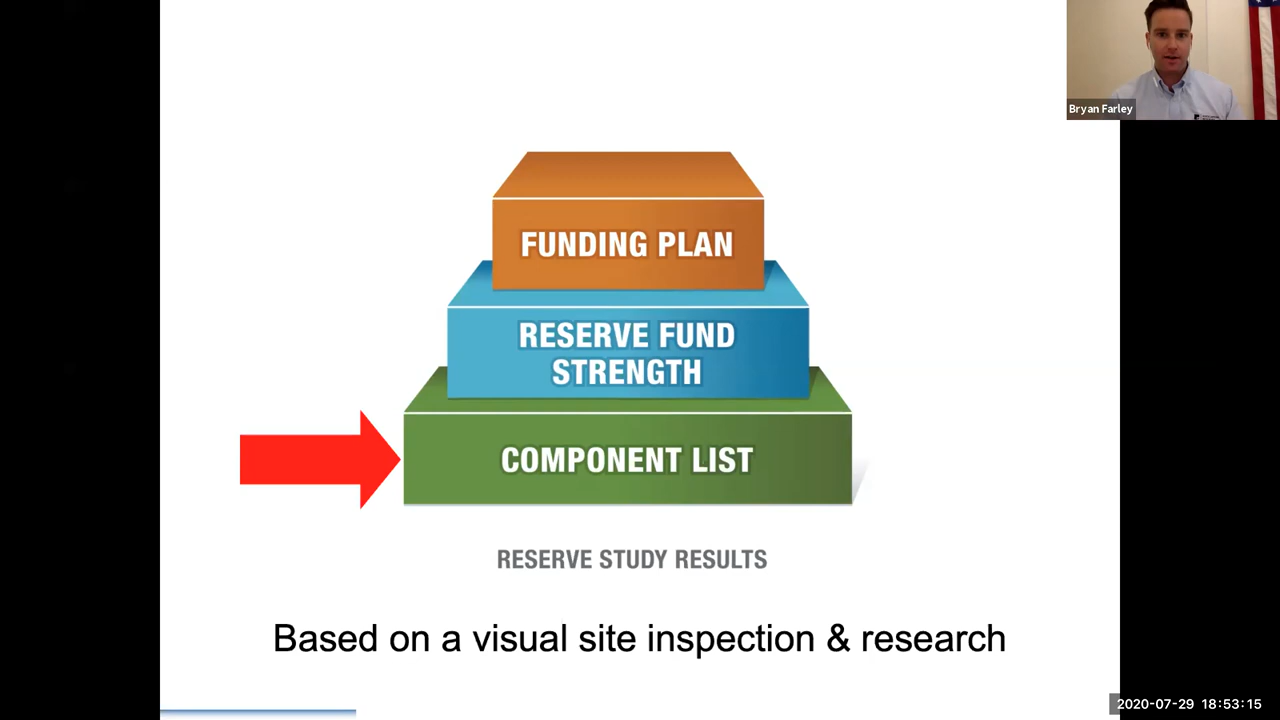 Bryan Farley
FUNDING PLAN
RESERVE FUND
STRENGTH
COMPONENT LIST
RESERVE STUDY RESULTS
Based on a visual site inspection & research
2020-07-29 18:53:15